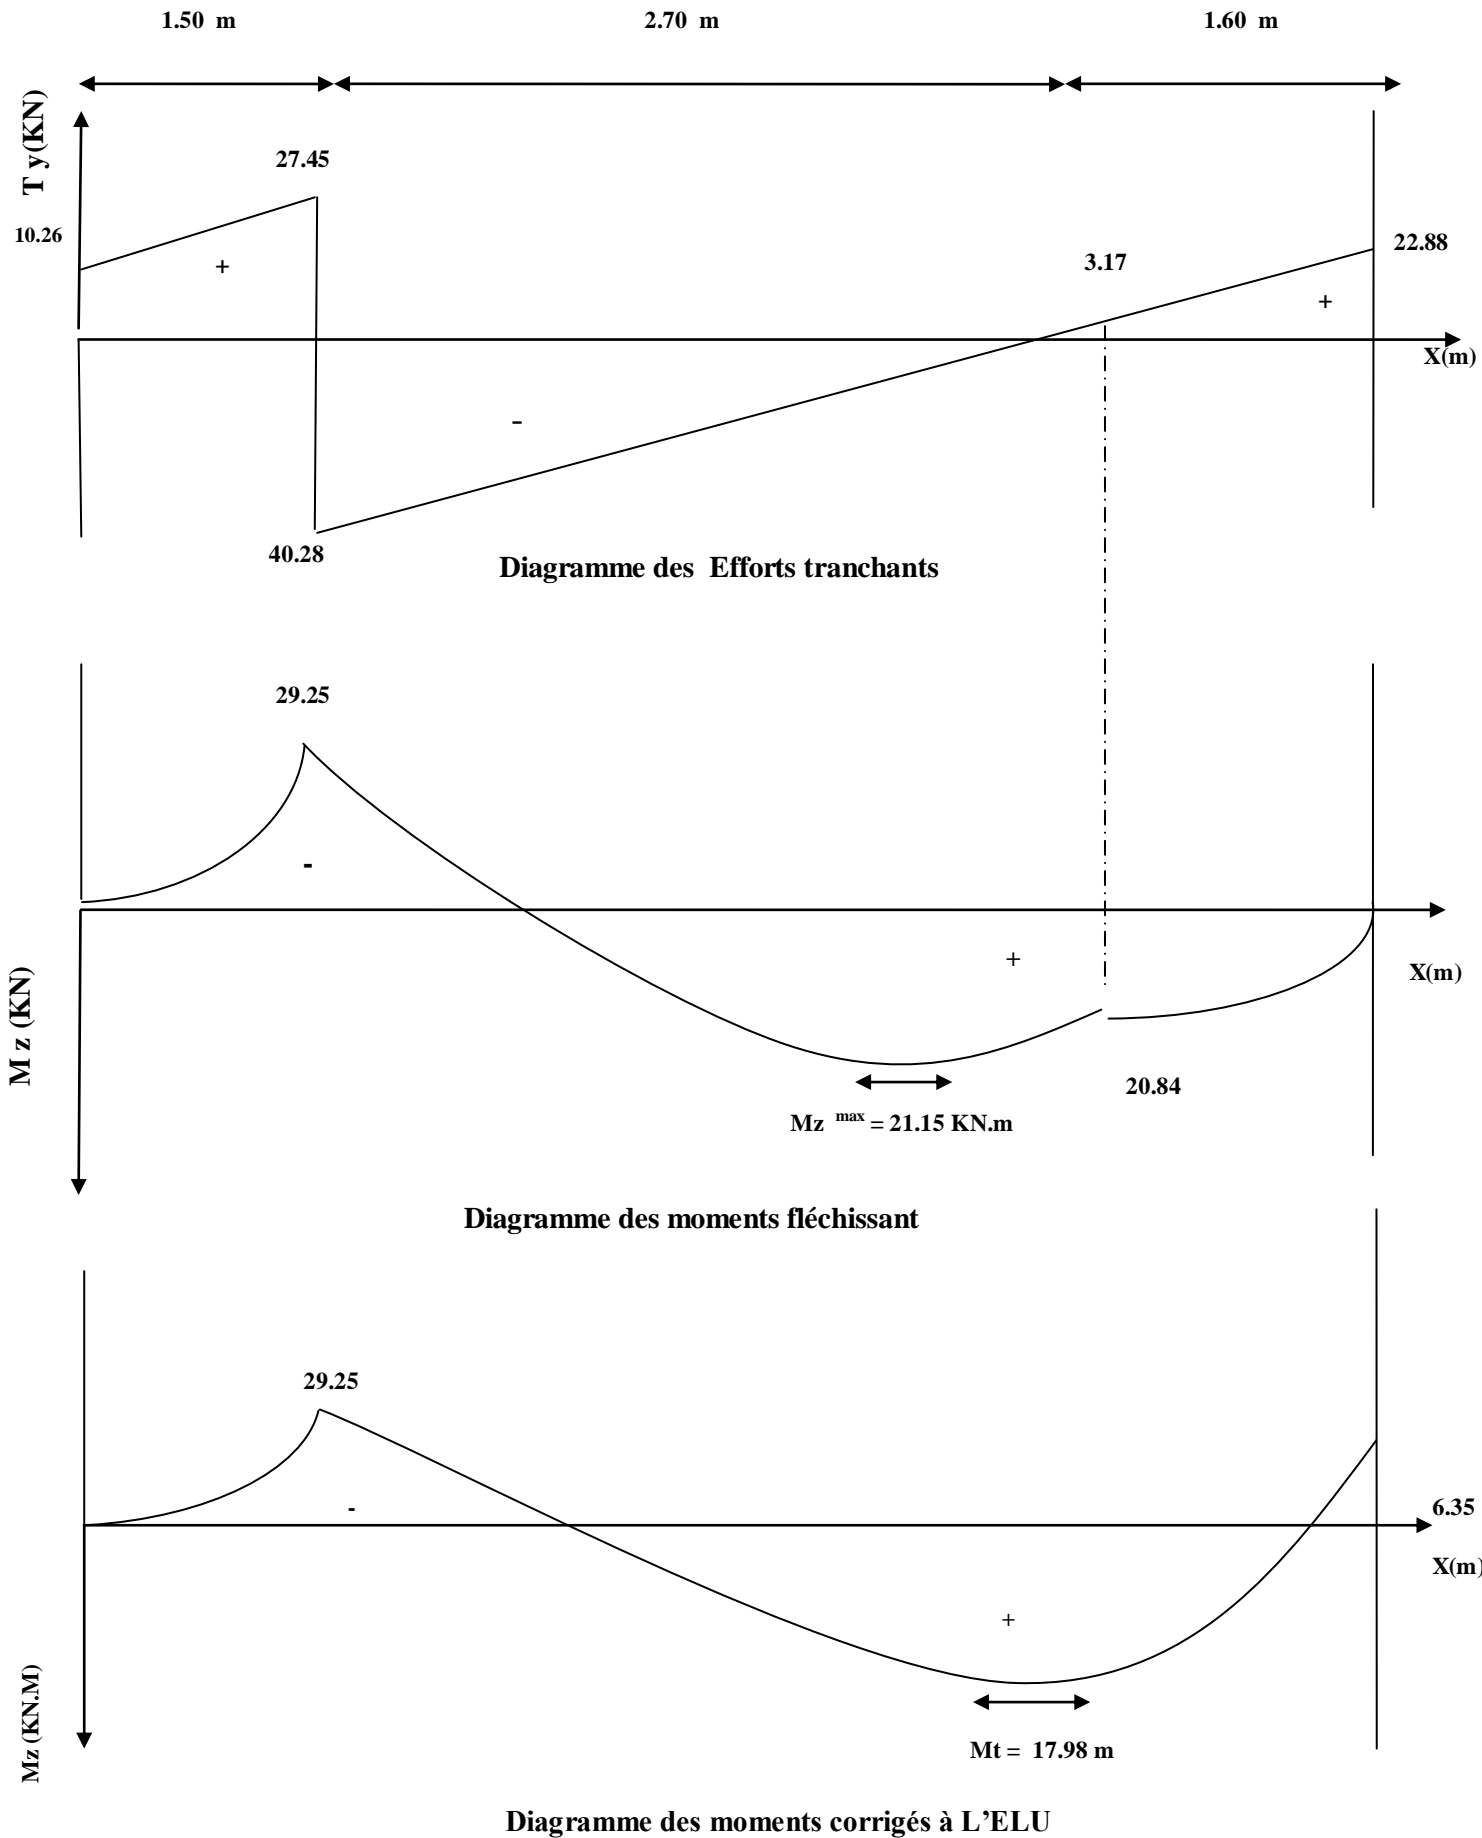 1.50 m
2.70 m
1.60 m
T y(KN)
27.45
10.26
+
3.17
22.88
+
X(m)
-
40.28
Diagramme des Efforts tranchants
29.25
-
+
X(m)
M z (KN)
20.84
Mz max = 21.15 KN.m
Diagramme des moments fléchissant
29.25
-
6.35
X(m)
+
Mz (KN.M)
Mt = 17.98 m
Diagramme des moments corrigés à L’ELU